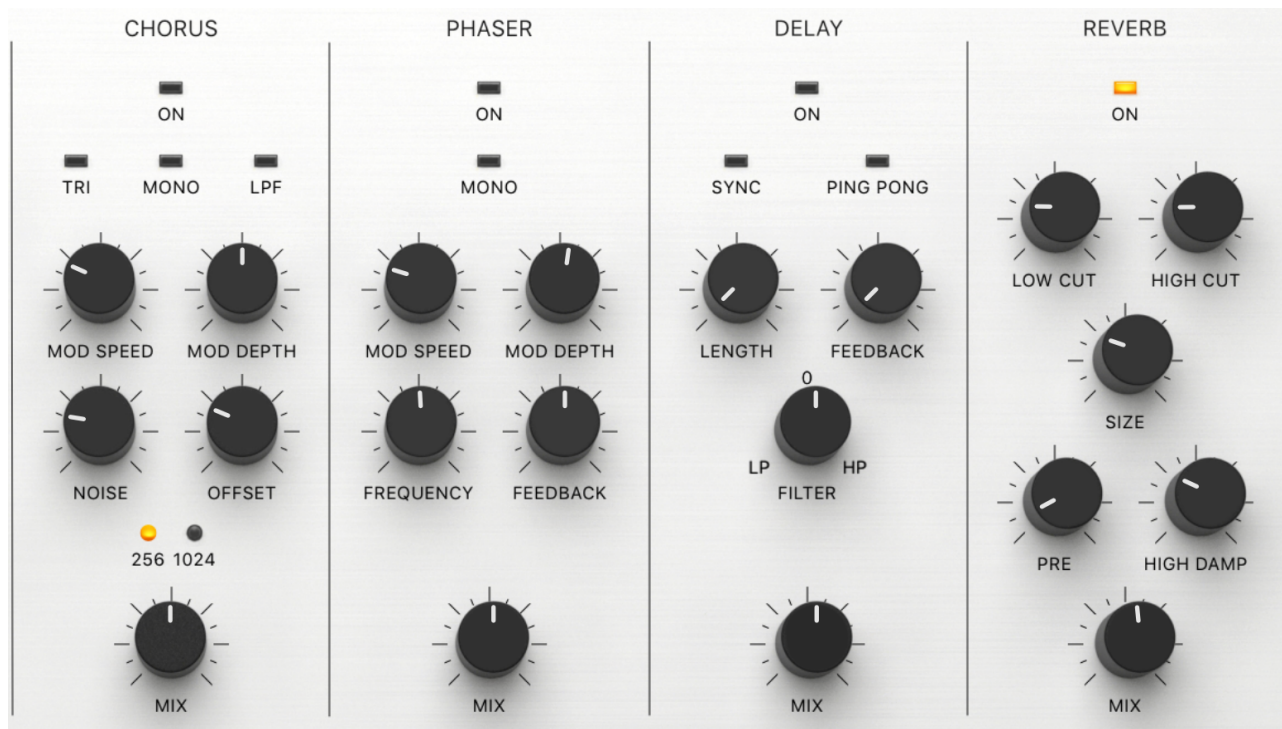 CHORUS
ON
TRI MONO LPF
MOD SPEED MOD DEPTH
NOISE OFFSET
256 1024
MIX
PHASER
ON
MONO
MOD SPEED MOD DEPTH
FREQUENCY FEEDBACK
MIX
DELAY
ON
SYNC PING PONG
LENGTH FEEDBACK
0
LP HP
FILTER
MIX
REVERB
ON
LOW CUT HIGH CUT
SIZE
PRE HIGH DAMP
MIX